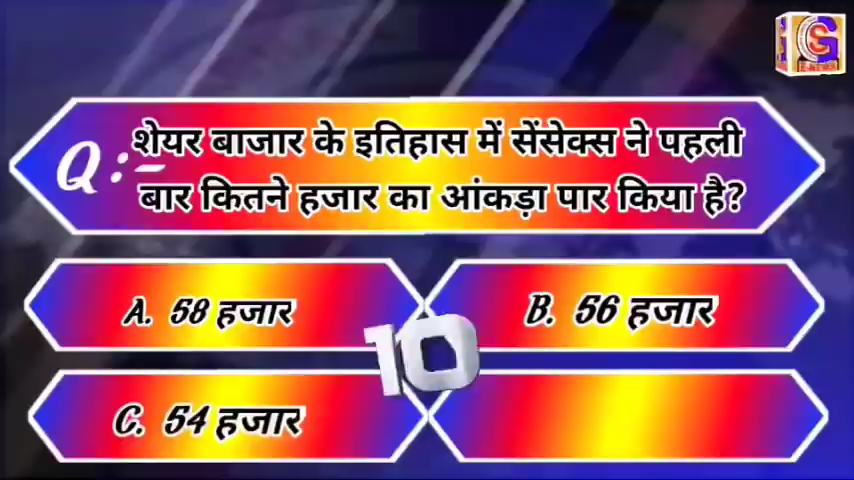 शेयर बाजार के इतिहास में सेंसेक्स ने पहली
Q :- बार कितने हजार का आंकड़ा पार किया है?
A. 58 हजार
B. 56 हजार
10
C. 54 हजार